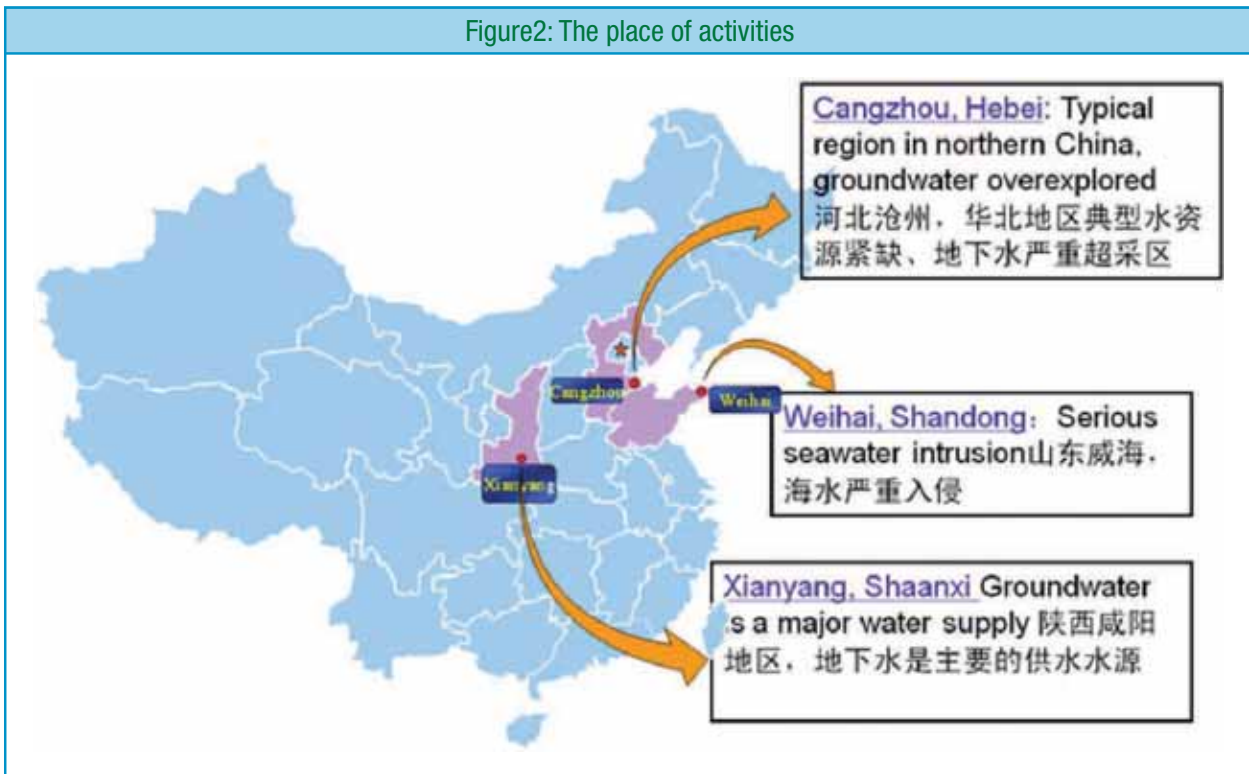 Figure2: The place of activities
Cangzhou, Hebei: Typical
region in northern China,
groundwater overexplored
河北沧州，华北地区典型水资
源紧缺、地下水严重超采区
Cangzhou
Weihai
Weihai, Shandong：Serious
seawater intrusion山东威海，
海水严重入侵
Xianyang
Xianyang, Shaanxi Groundwater
is a major water supply 陕西咸阳
地区，地下水是主要的供水水源